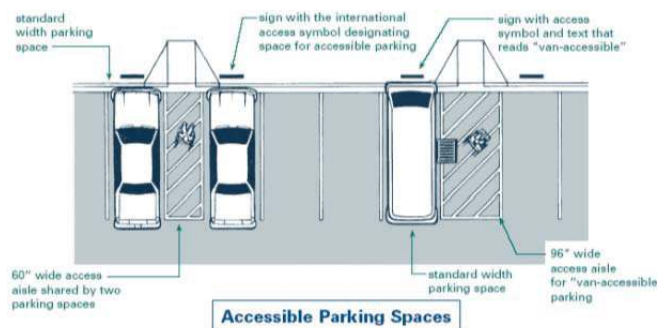 standard
width parking
space
sign with the international
access symbol designating
space for accessible parking
sign with access
symbol and text that
reads "van-accessible"
60" wide access
aisle shared by two
parking spaces
standard width
parking space
96" wide
access aisle
for "van-accessible
parking
Accessible Parking Spaces